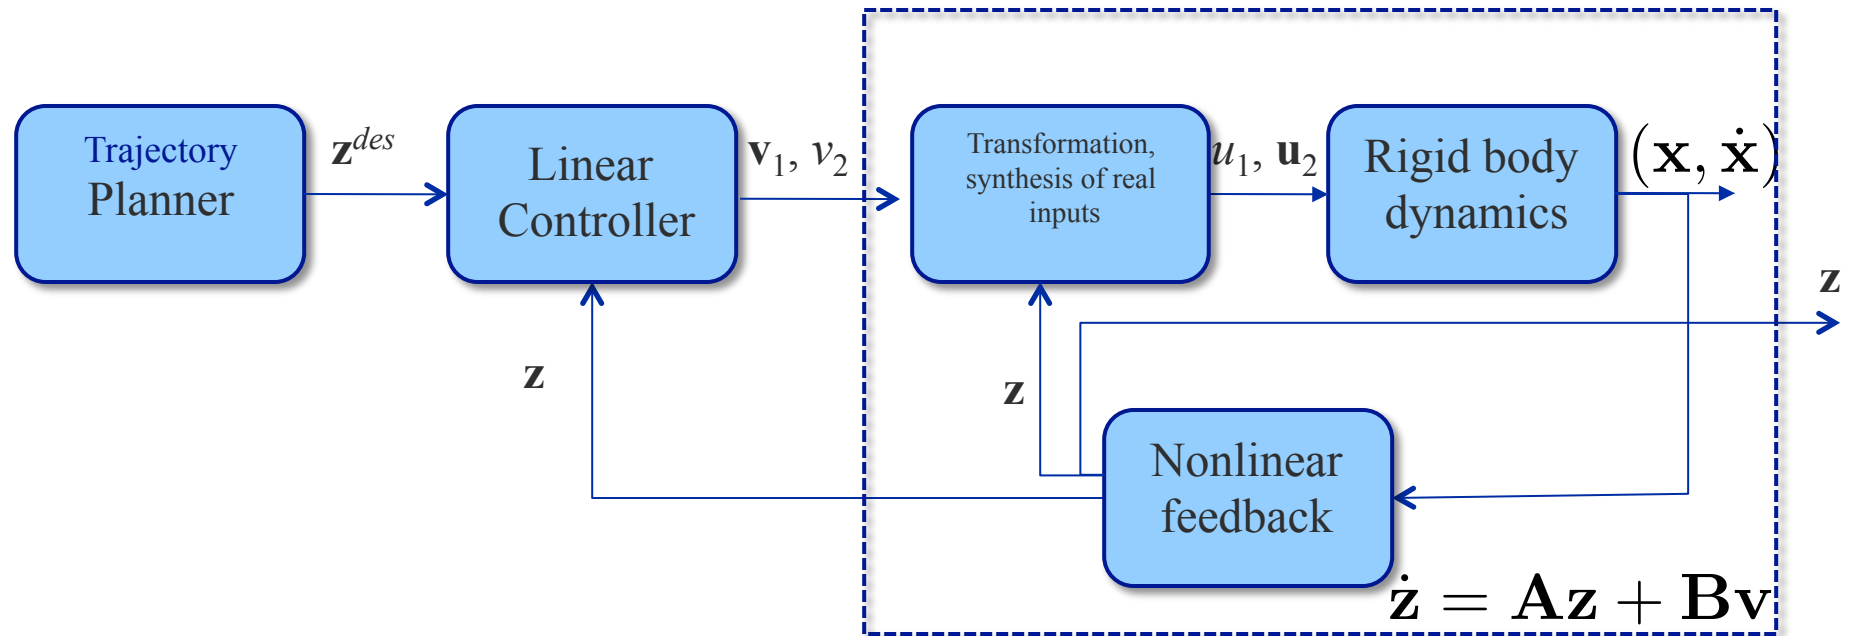 Trajectory
Planner
𝐳^{des}
Linear
Controller
𝐯₁, v₂
Transformation,
synthesis of real
inputs
u₁, 𝐮₂
Rigid body
dynamics
(𝐱, 𝐱̇)
𝐳
𝐳
𝐳
Nonlinear
feedback
𝐳̇ = 𝐀𝐳 + 𝐁𝐯